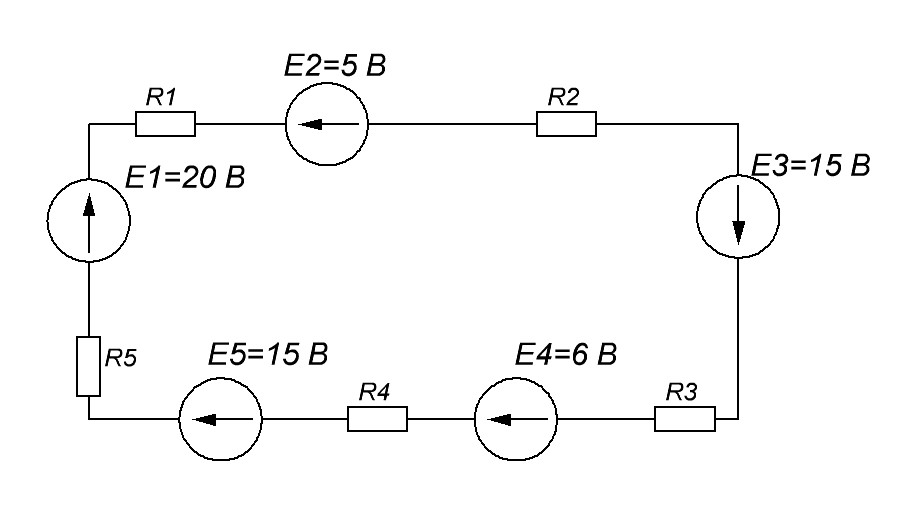 E2=5 В
R1
R2
E3=15 В
E1=20 В
E5=15 В
E4=6 В
R5
R4
R3